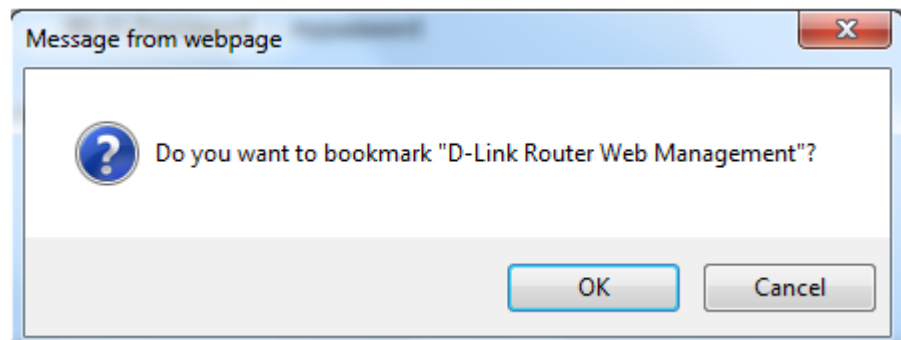 Message from webpage
Do you want to bookmark "D-Link Router Web Management"?
OK
Cancel